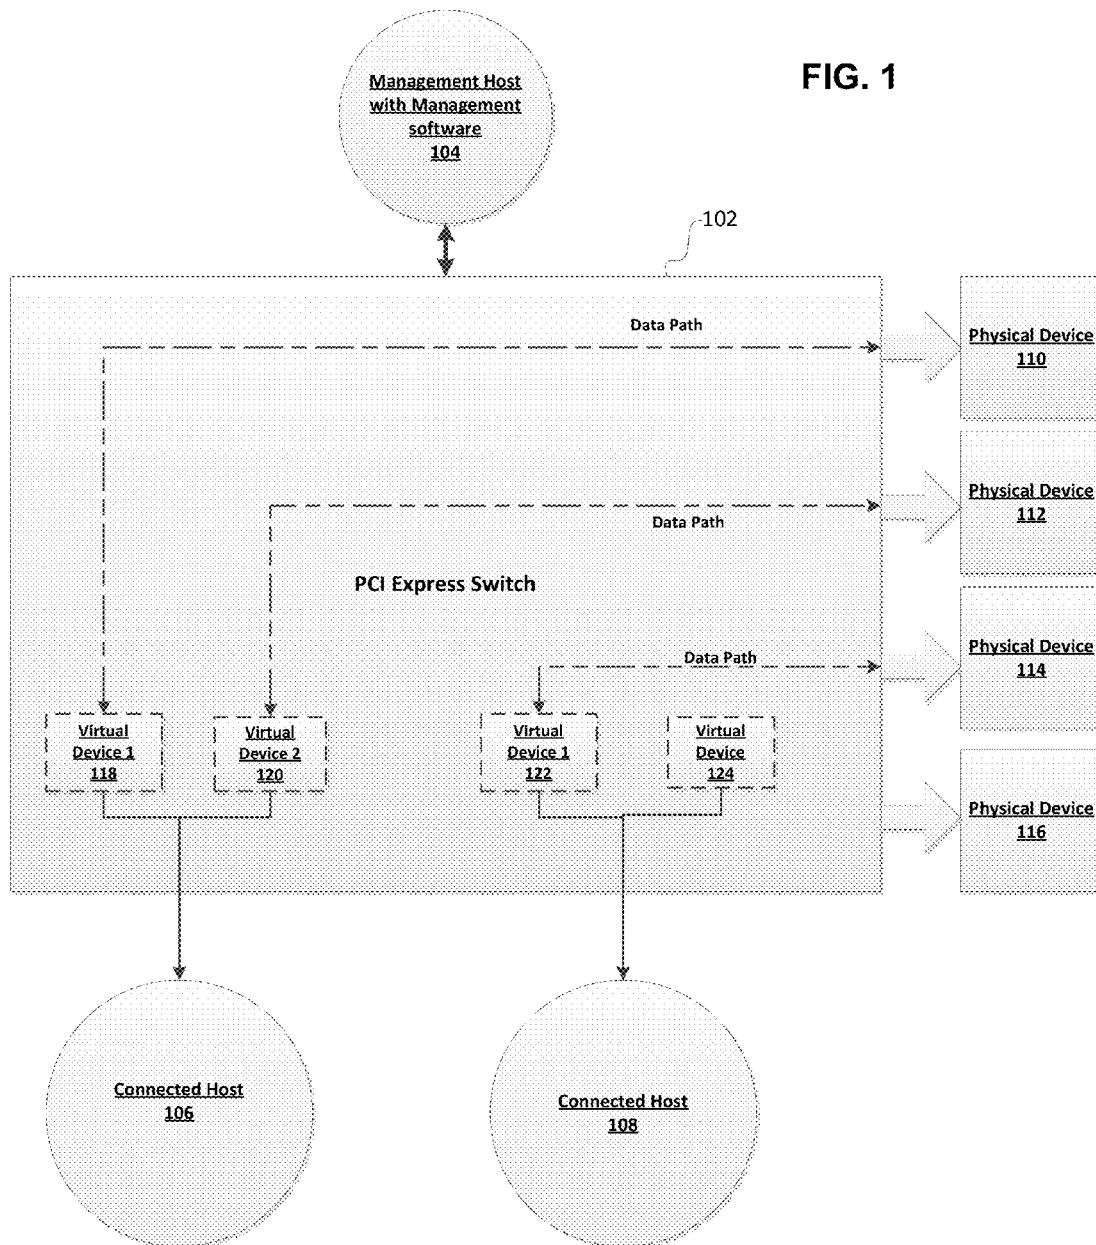 FIG. 1
Management Host
with Management
software
104
102
Data Path
Physical Device
110
Data Path
Physical Device
112
PCI Express Switch
Data Path
Physical Device
114
Virtual
Device 1
118
Virtual
Device 2
120
Virtual
Device 1
122
Virtual
Device
124
Physical Device
116
Connected Host
106
Connected Host
108